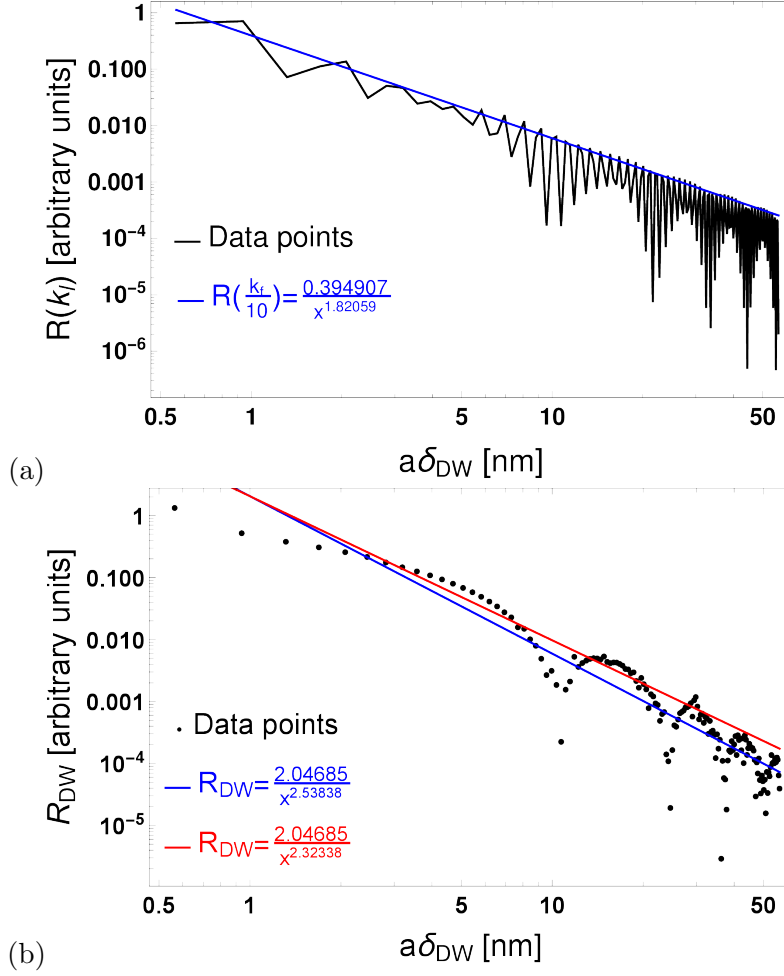 1
0.100
0.010
0.001
10^-4
10^-5
10^-6
R(k_l) [arbitrary units]
Data points
R(k_f/10)=0.394907/x^1.82059
0.5 1 5 10 50
aδ_DW [nm]
(a)
1
0.100
0.010
0.001
10^-4
10^-5
R_DW [arbitrary units]
Data points
R_DW=2.04685/x^2.53838
R_DW=2.04685/x^2.32338
0.5 1 5 10 50
aδ_DW [nm]
(b)